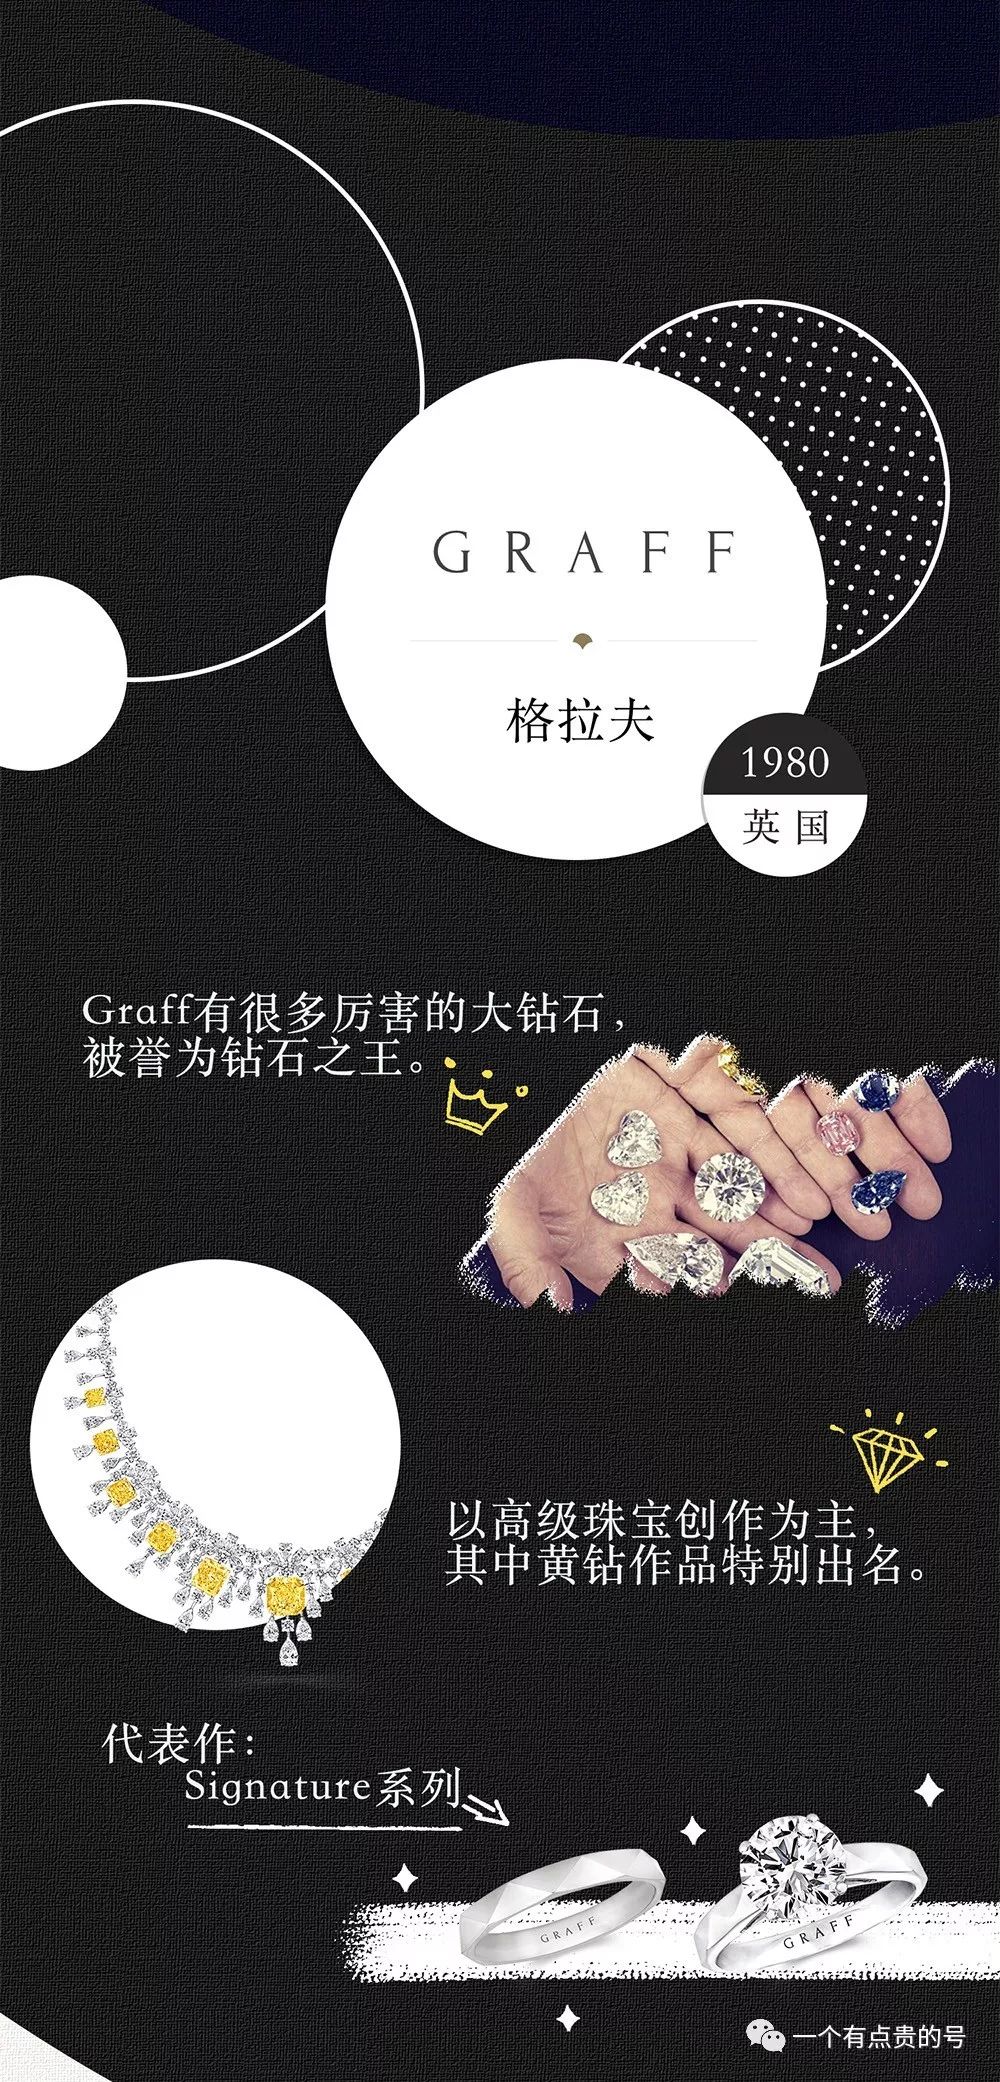 GRAFF
格拉夫
1980
英国
Graff有很多厉害的大钻石，
被誉为钻石之王。
以高级珠宝创作为主，
其中黄钻作品特别出名。
代表作：
Signature系列
GRAFF
GRAFF
一个有点贵的号